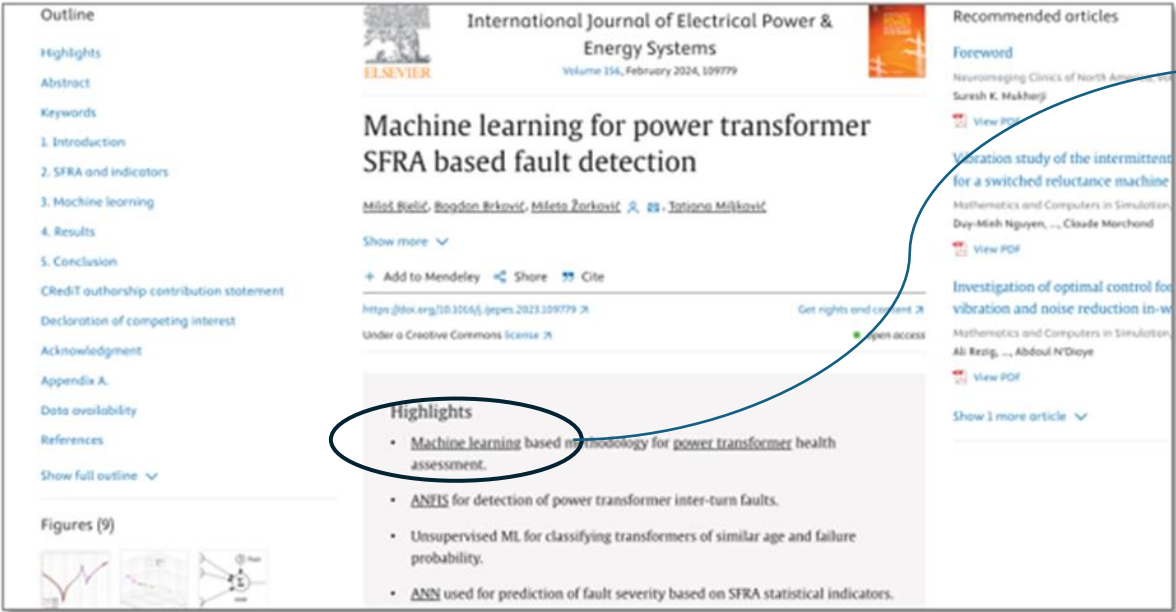 Outline
Highlights
Abstract
Keywords
1. Introduction
2. SFRA and indicators
3. Machine learning
4. Results
5. Conclusion
CRediT authorship contribution statement
Declaration of competing interest
Acknowledgment
Appendix A.
Data availability
References
Show full outline
Figures (9)
ELSEVIER
International Journal of Electrical Power &
Energy Systems
Volume 156, February 2024, 109779
Machine learning for power transformer
SFRA based fault detection
Miloš Bjelić, Bogdan Brković, Mileta Žarković, Tatjana Miljković
Show more
Add to Mendeley Share Cite
https://doi.org/10.1016/j.ijepes.2023.109779
Get rights and content
Under a Creative Commons license
open access
Highlights
• Machine learning based methodology for power transformer health
assessment.
• ANFIS for detection of power transformer inter-turn faults.
• Unsupervised ML for classifying transformers of similar age and failure
probability.
• ANN used for prediction of fault severity based on SFRA statistical indicators.
Recommended articles
Foreword
Neuroimaging Clinics of North America,
Suresh K. Mukherji
View PDF
Vibration study of the intermittent
for a switched reluctance machine
Mathematics and Computers in Simulation,
Duy-Minh Nguyen, ..., Claude Marchand
View PDF
Investigation of optimal control for
vibration and noise reduction in-w
Mathematics and Computers in Simulation,
Ali Rezig, ..., Abdoul N'Diaye
View PDF
Show 1 more article